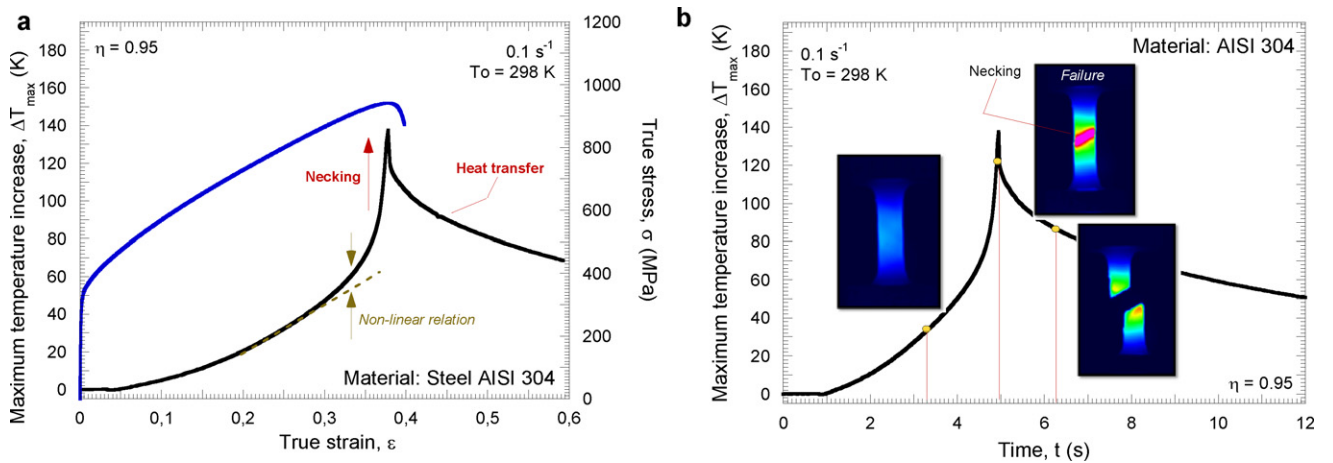 a
η = 0.95
0.1 s⁻¹
To = 298 K
Maximum temperature increase, ΔT_max (K)
180
160
140
120
100
80
60
40
20
0
Necking
Heat transfer
Non-linear relation
Material: Steel AISI 304
1200
1000
800
600
400
200
0
True stress, σ (MPa)
0
0,1
0,2
0,3
0,4
0,5
0,6
True strain, ε
b
0.1 s⁻¹
To = 298 K
Material: AISI 304
Necking
Failure
Maximum temperature increase, ΔT_max (K)
180
160
140
120
100
80
60
40
20
0
η = 0.95
0
2
4
6
8
10
12
Time, t (s)